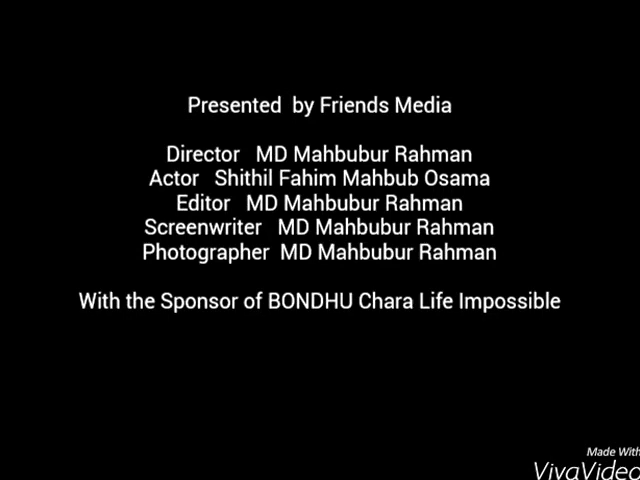 Presented by Friends Media
Director MD Mahbubur Rahman
Actor Shithil Fahim Mahbub Osama
Editor MD Mahbubur Rahman
Screenwriter MD Mahbubur Rahman
Photographer MD Mahbubur Rahman
With the Sponsor of BONDHU Chara Life Impossible
Made With
VivaVideo